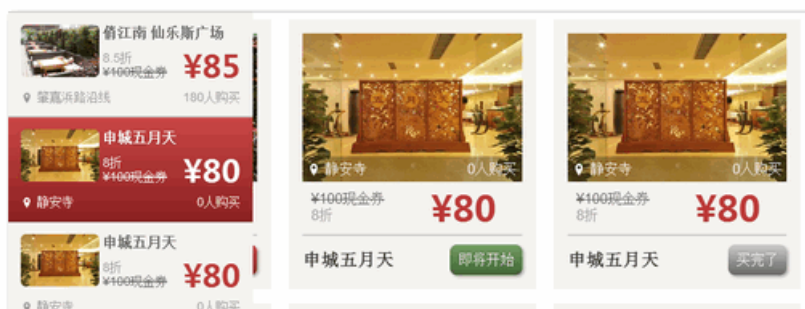 俏江南 仙乐斯广场
8.5折
¥100现金券
¥85
肇嘉浜路沿线
180人购买
申城五月天
8折
¥100现金券
¥80
静安寺
0人购买
申城五月天
8折
¥100现金券
¥80
静安寺
0人购买
静安寺
0人购买
¥100现金券
8折
¥80
申城五月天
即将开始
静安寺
0人购买
¥100现金券
8折
¥80
申城五月天
买完了